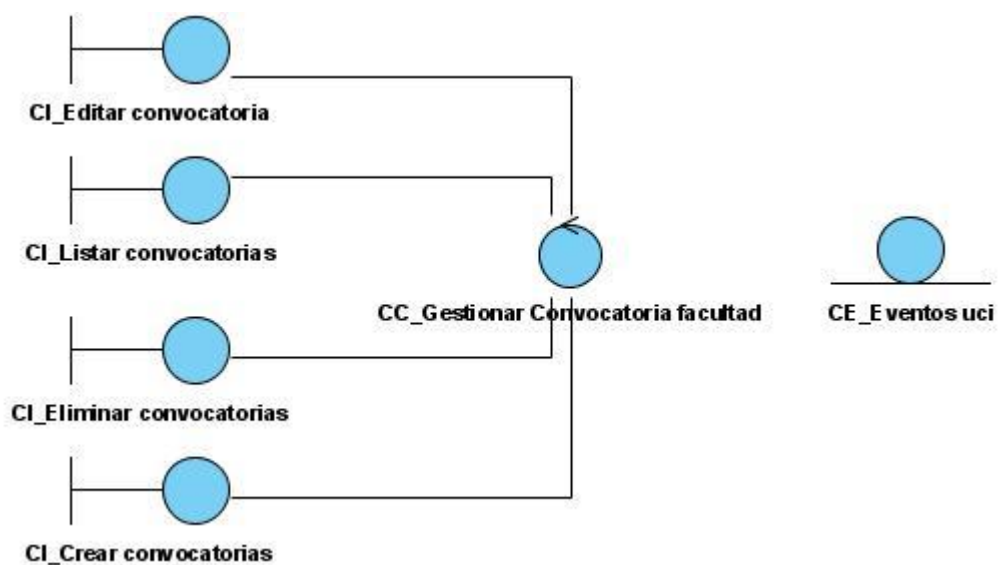 CI_Editar convocatoria
CI_Listar convocatorias
CC_Gestionar Convocatoria facultad
CE_Eventos uci
CI_Eliminar convocatorias
CI_Crear convocatorias